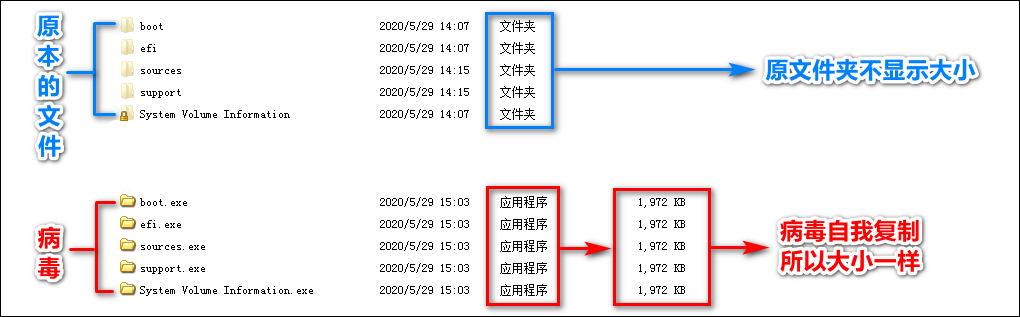 原本的文件
boot 2020/5/29 14:07 文件夹
efi 2020/5/29 14:07 文件夹
sources 2020/5/29 14:15 文件夹
support 2020/5/29 14:15 文件夹
System Volume Information 2020/5/29 14:07 文件夹
原文件夹不显示大小
病毒
boot.exe 2020/5/29 15:03 应用程序 1,972 KB
efi.exe 2020/5/29 15:03 应用程序 1,972 KB
sources.exe 2020/5/29 15:03 应用程序 1,972 KB
support.exe 2020/5/29 15:03 应用程序 1,972 KB
System Volume Information.exe 2020/5/29 15:03 应用程序 1,972 KB
病毒自我复制
所以大小一样